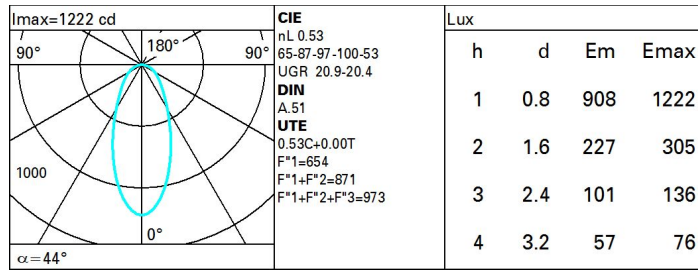 Imax=1222 cd
90°
180°
90°
1000
0°
α=44°
CIE
nL 0.53
65-87-97-100-53
UGR 20.9-20.4
DIN
A.51
UTE
0.53C+0.00T
F"1=654
F"1+F"2=871
F"1+F"2+F"3=973
Lux
h d Em Emax
1 0.8 908 1222
2 1.6 227 305
3 2.4 101 136
4 3.2 57 76